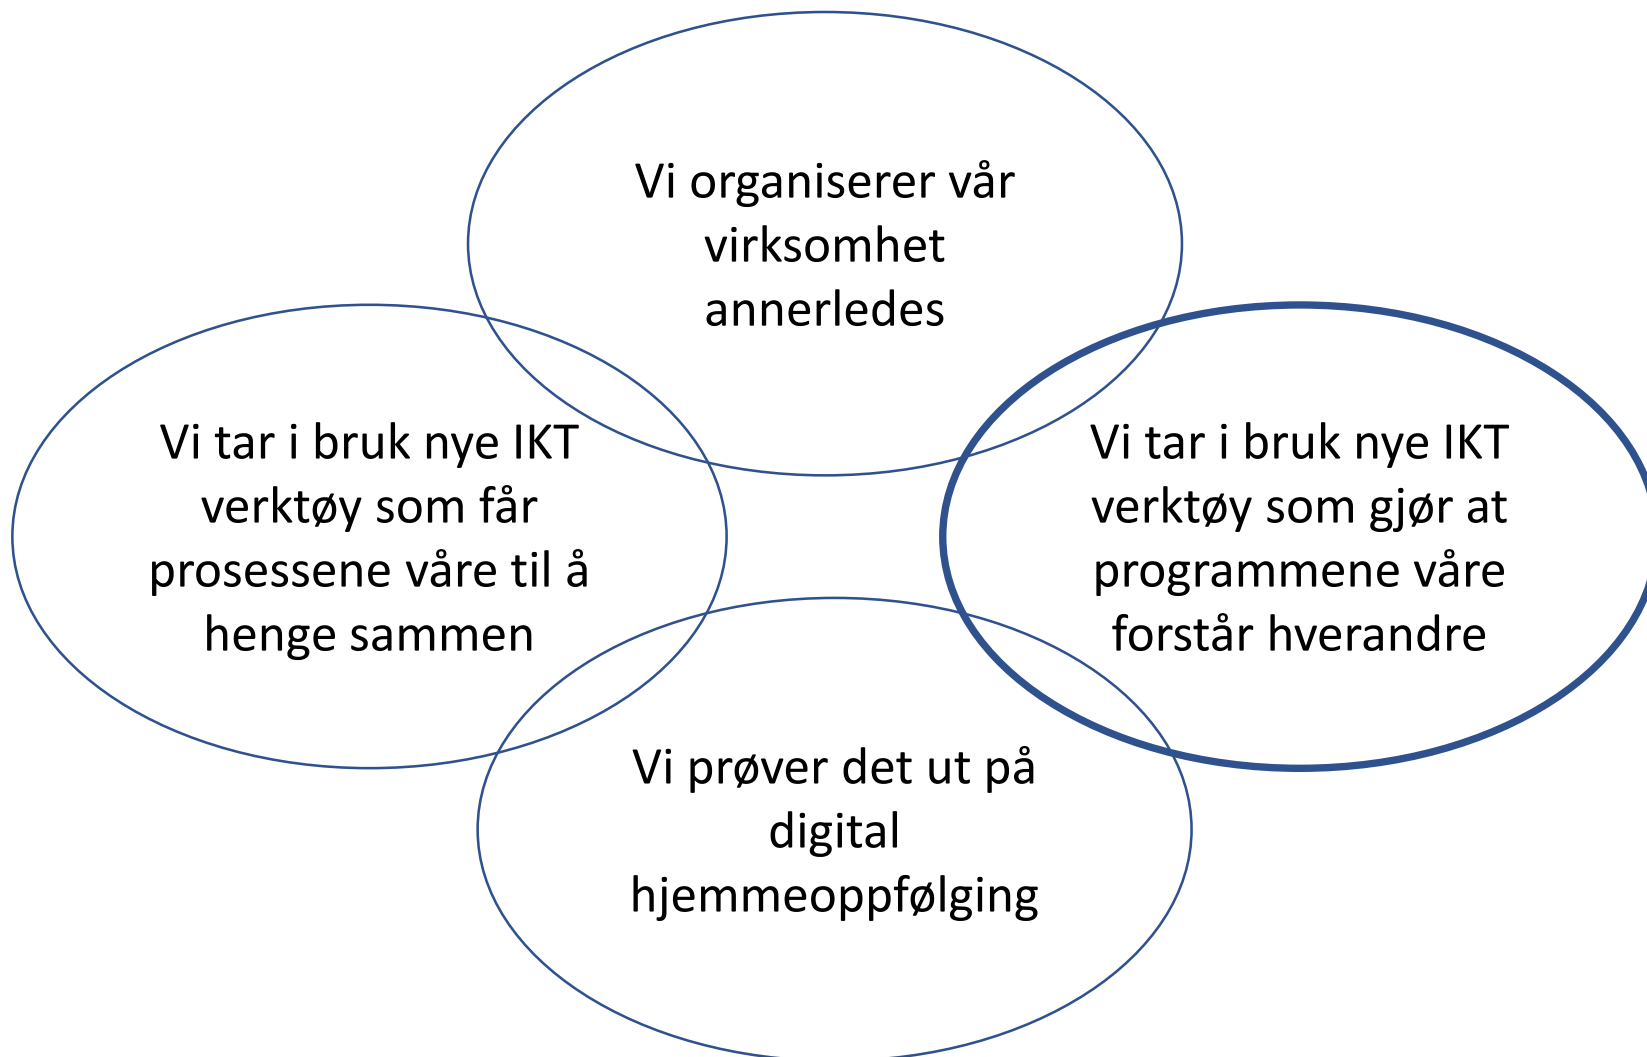 Vi organiserer vår
virksomhet
annerledes
Vi tar i bruk nye IKT
verktøy som får
prosessene våre til å
henge sammen
Vi tar i bruk nye IKT
verktøy som gjør at
programmene våre
forstår hverandre
Vi prøver det ut på
digital
hjemmeoppfølging